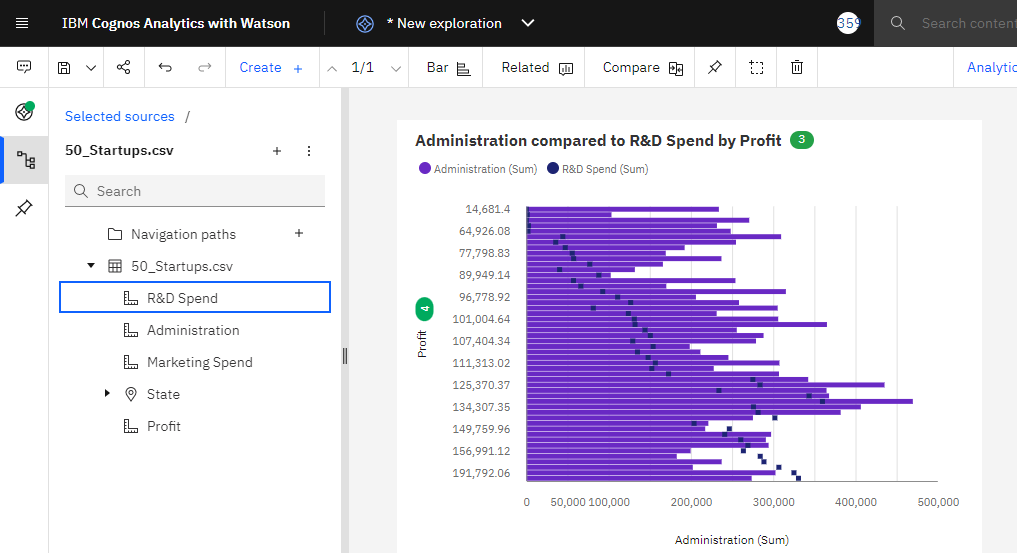 IBM Cognos Analytics with Watson
* New exploration
359
Search conten
Create +
1/1
Bar
Related
Compare
Analytic
Selected sources /
50_Startups.csv
Search
Navigation paths
50_Startups.csv
R&D Spend
Administration
Marketing Spend
State
Profit
Administration compared to R&D Spend by Profit 3
Administration (Sum) R&D Spend (Sum)
14,681.4
64,926.08
77,798.83
89,949.14
96,778.92
101,004.64
107,404.34
111,313.02
125,370.37
134,307.35
149,759.96
156,991.12
191,792.06
4
Profit
0 50,000 100,000 200,000 300,000 400,000 500,000
Administration (Sum)